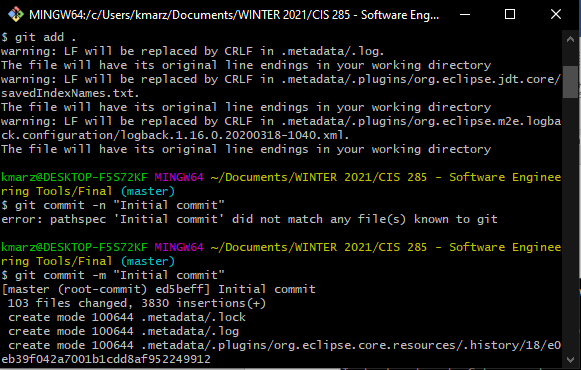 MINGW64:/c/Users/kmarz/Documents/WINTER 2021/CIS 285 - Software Eng...
$ git add .
warning: LF will be replaced by CRLF in .metadata/.log.
The file will have its original line endings in your working directory
warning: LF will be replaced by CRLF in .metadata/.plugins/org.eclipse.jdt.core/
savedIndexNames.txt.
The file will have its original line endings in your working directory
warning: LF will be replaced by CRLF in .metadata/.plugins/org.eclipse.m2e.logba
ck.configuration/logback.1.16.0.20200318-1040.xml.
The file will have its original line endings in your working directory
kmarz@DESKTOP-F5S72KF MINGW64 ~/Documents/WINTER 2021/CIS 285 - Software Enginee
ring Tools/Final (master)
$ git commit -n "Initial commit"
error: pathspec 'Initial commit' did not match any file(s) known to git
kmarz@DESKTOP-F5S72KF MINGW64 ~/Documents/WINTER 2021/CIS 285 - Software Enginee
ring Tools/Final (master)
$ git commit -m "Initial commit"
[master (root-commit) ed5beff] Initial commit
103 files changed, 3830 insertions(+)
create mode 100644 .metadata/.lock
create mode 100644 .metadata/.log
create mode 100644 .metadata/.plugins/org.eclipse.core.resources/.history/18/e0
eb39f042a7001b1cdd8af952249912